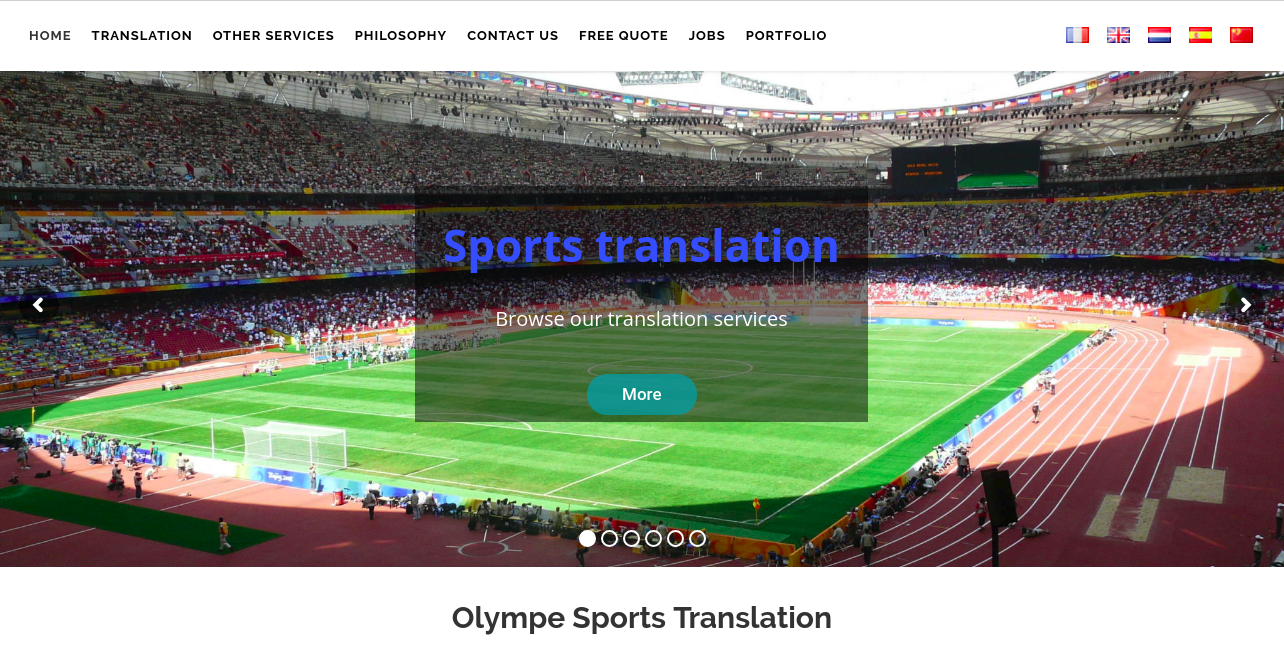 HOME TRANSLATION OTHER SERVICES PHILOSOPHY CONTACT US FREE QUOTE JOBS PORTFOLIO
Sports translation
Browse our translation services
More
Olympe Sports Translation